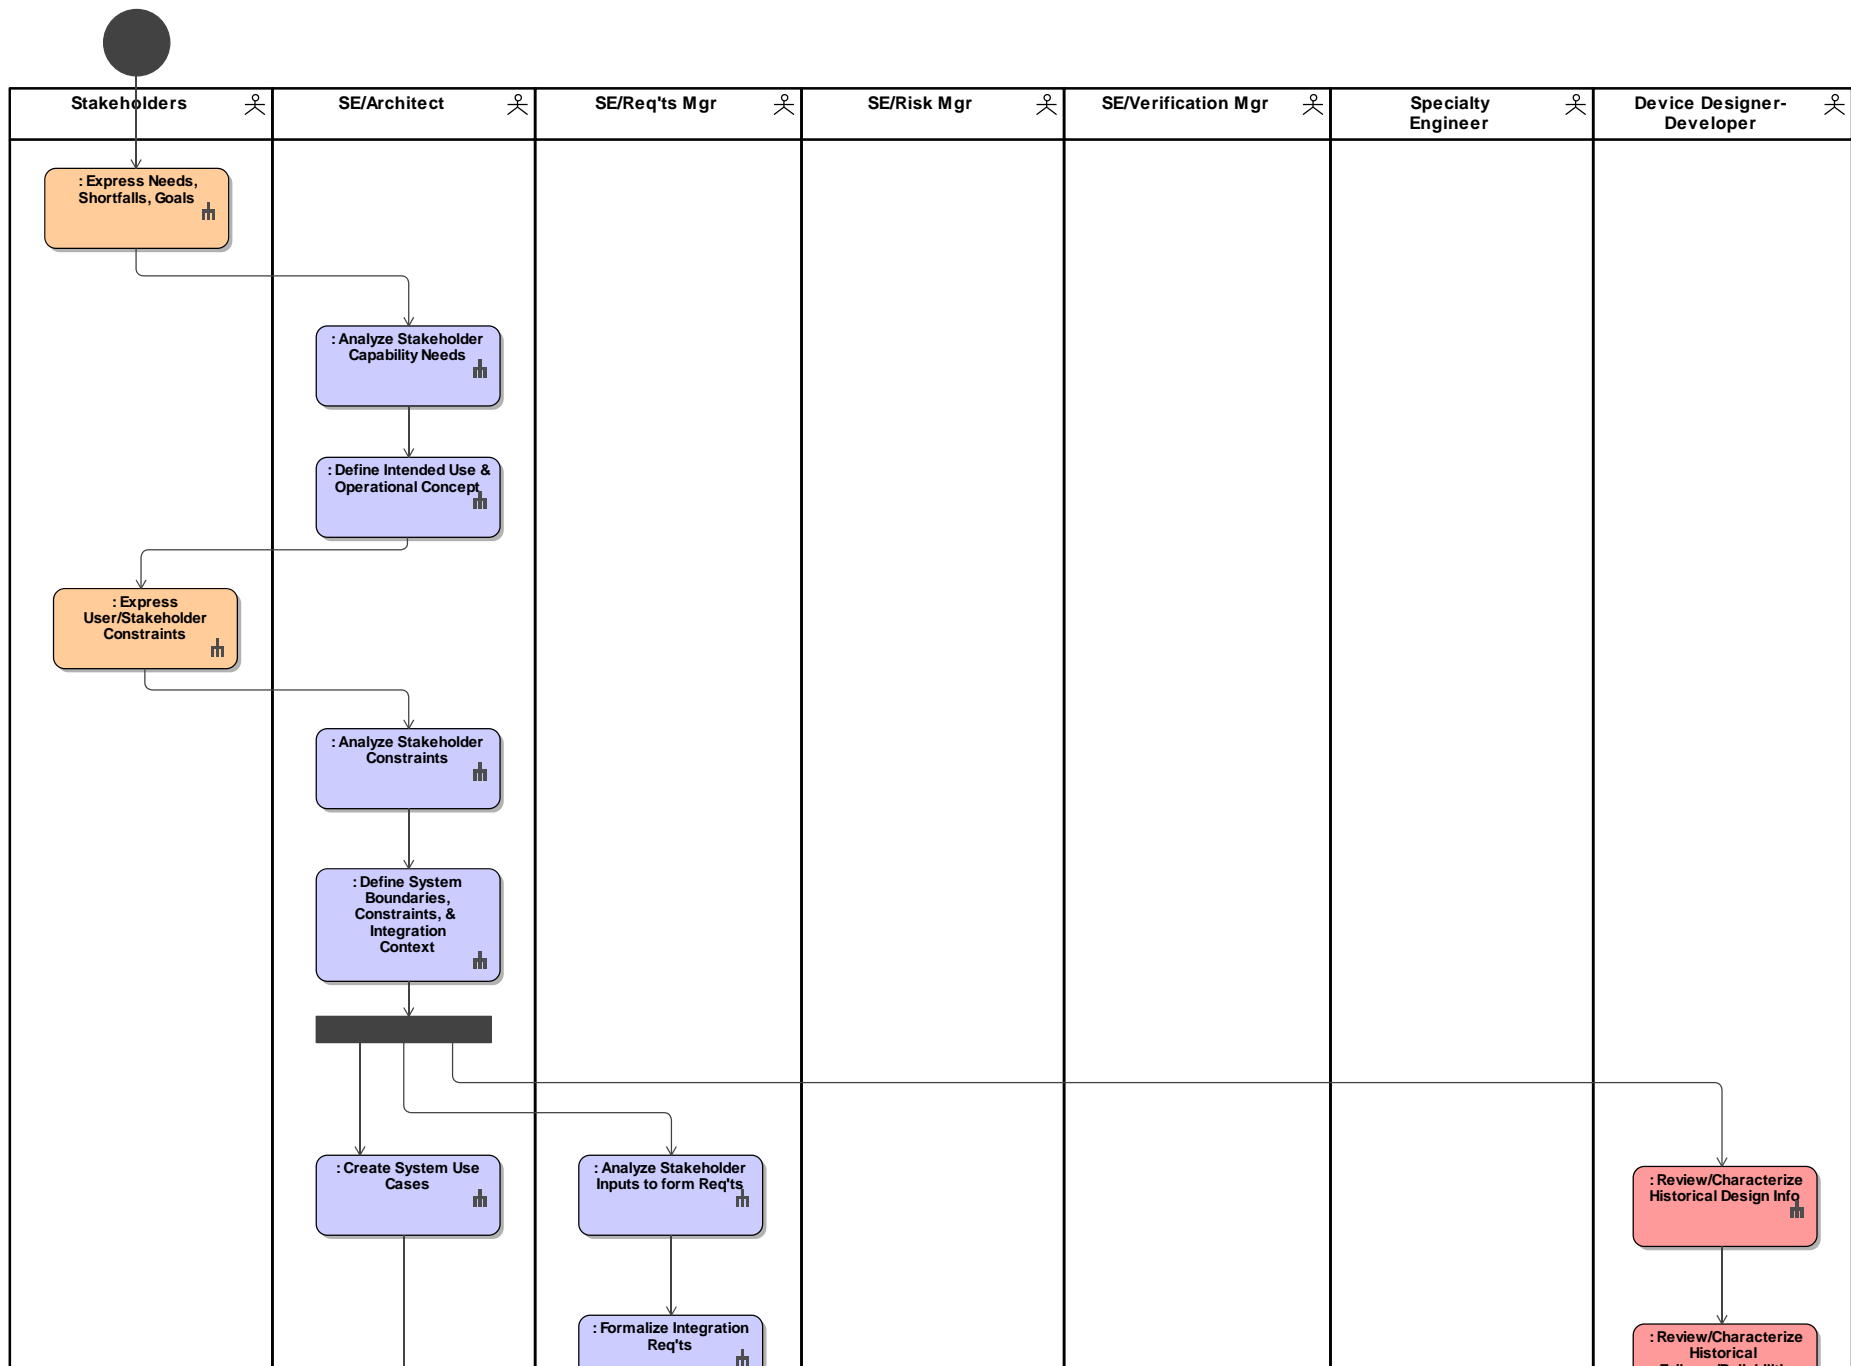 Stakeholders
SE/Architect
SE/Req'ts Mgr
SE/Risk Mgr
SE/Verification Mgr
Specialty
Engineer
Device Designer-
Developer
: Express Needs,
Shortfalls, Goals
: Analyze Stakeholder
Capability Needs
: Define Intended Use &
Operational Concept
: Express
User/Stakeholder
Constraints
: Analyze Stakeholder
Constraints
: Define System
Boundaries,
Constraints, &
Integration
Context
: Create System Use
Cases
: Analyze Stakeholder
Inputs to form Req'ts
: Review/Characterize
Historical Design Info
: Formalize Integration
Req'ts
: Review/Characterize
Historical